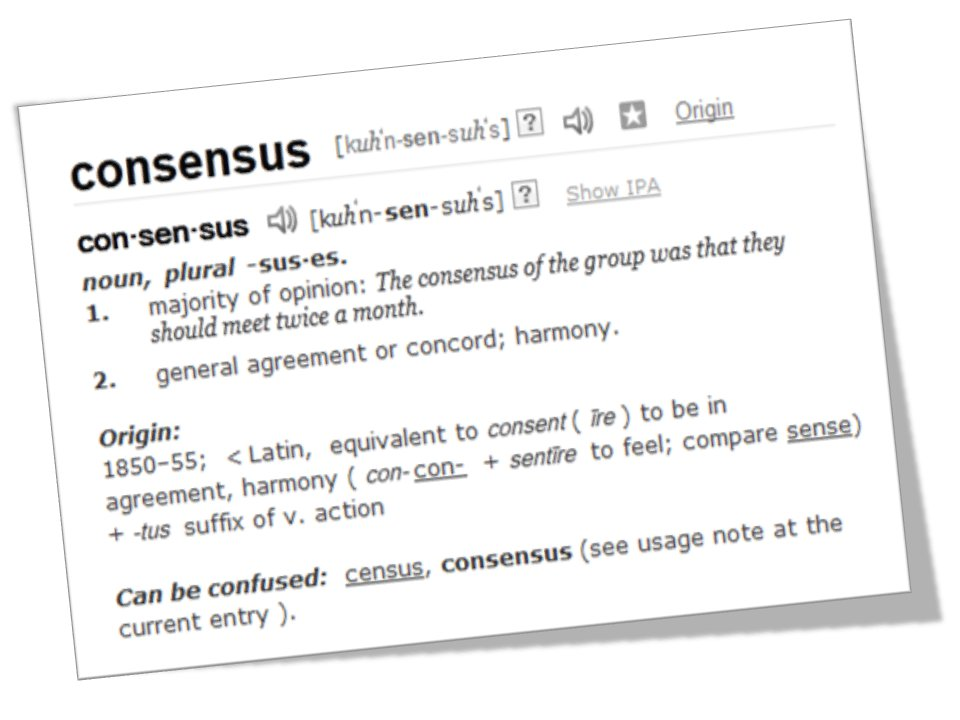 consensus [kuhn-sen-suhs] ? Origin
con·sen·sus [kuhn-sen-suhs] ? Show IPA
noun, plural -sus·es.
1. majority of opinion: The consensus of the group was that they
should meet twice a month.
2. general agreement or concord; harmony.
Origin:
1850–55; < Latin, equivalent to consent ( īre ) to be in
agreement, harmony ( con- con- + sentīre to feel; compare sense)
+ -tus suffix of v. action
Can be confused: census, consensus (see usage note at the
current entry ).